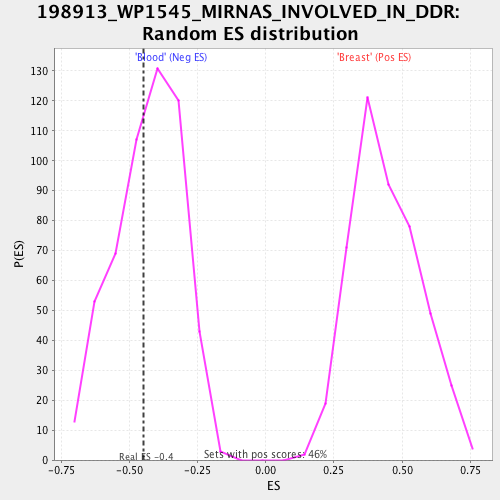 198913_WP1545_MIRNAS_INVOLVED_IN_DDR:
Random ES distribution
'Blood' (Neg ES)
'Breast' (Pos ES)
P(ES)
130
120
110
100
90
80
70
60
50
40
30
20
10
0
Real ES -0.4
Sets with pos scores: 46%
-0.75 -0.50 -0.25 0.00 0.25 0.50 0.75
ES